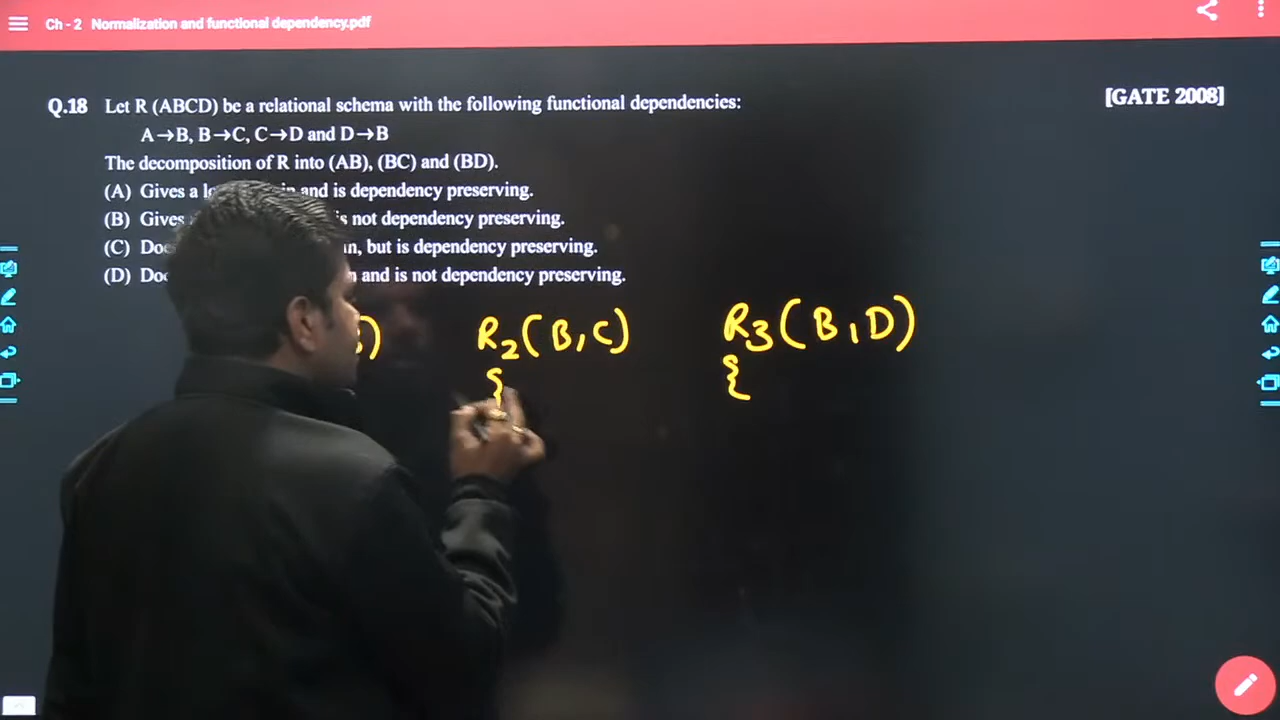 Ch - 2 Normalization and functional dependency.pdf
Q.18 Let R (ABCD) be a relational schema with the following functional dependencies: [GATE 2008]
A→B, B→C, C→D and D→B
The decomposition of R into (AB), (BC) and (BD).
(A) Gives a and is dependency preserving.
(B) Gives is not dependency preserving.
(C) but is dependency preserving.
(D) and is not dependency preserving.
) R2(B,C) R3(B,D)
{ {